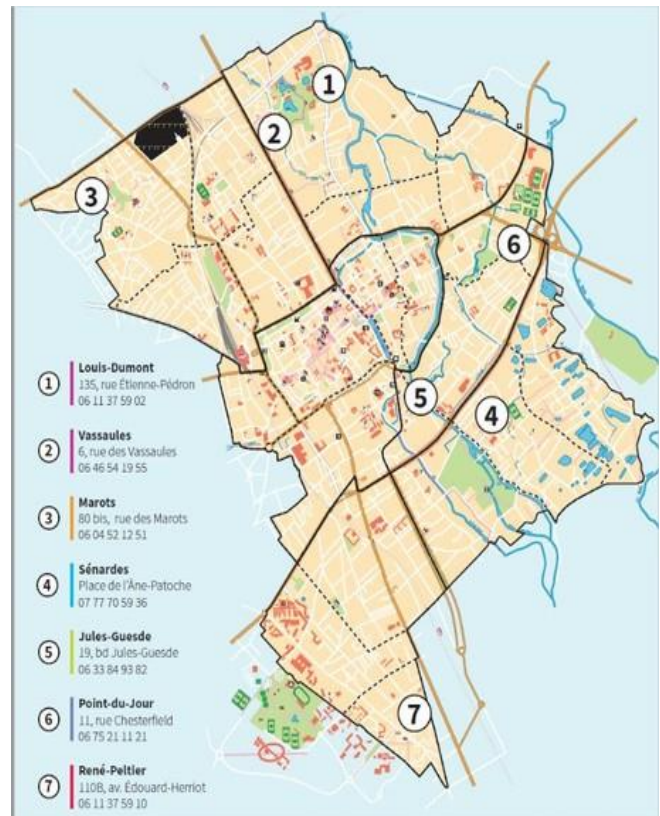 1
2
3
6
5
4
7
1
Louis-Dumont
135, rue Étienne-Pédron
06 11 37 59 02
2
Vassaules
6, rue des Vassaules
06 46 54 19 55
3
Marots
80 bis, rue des Marots
06 04 52 12 51
4
Sénardes
Place de l'Âne-Patoche
07 77 70 59 36
5
Jules-Guesde
19, bd Jules-Guesde
06 33 84 93 82
6
Point-du-Jour
11, rue Chesterfield
06 75 21 11 21
7
René-Peltier
110B, av. Édouard-Herriot
06 11 37 59 10